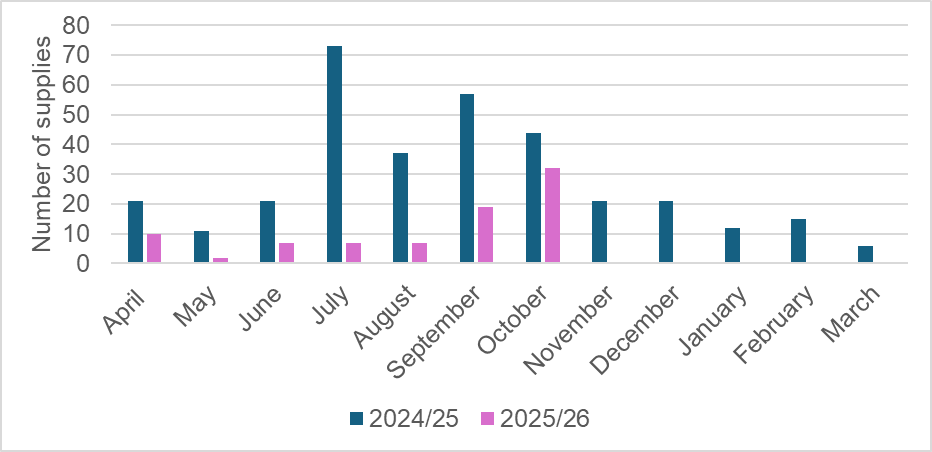 Number of supplies
80
70
60
50
40
30
20
10
0
April
May
June
July
August
September
October
November
December
January
February
March
2024/25
2025/26